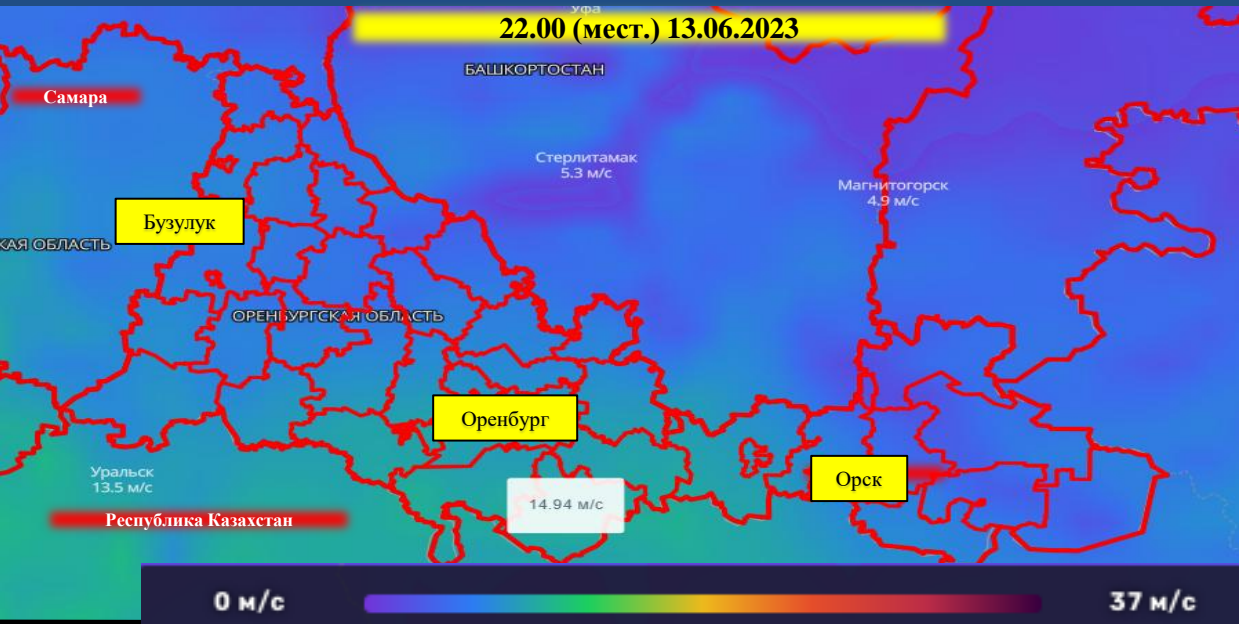 Уфа
22.00 (мест.) 13.06.2023
БАШКОРТОСТАН
Самара
Стерлитамак
5.3 м/с
Магнитогорск
4.9 м/с
Бузулук
КАЯ ОБЛАСТЬ
ОРЕНБУРГСКАЯ ОБЛАСТЬ
Оренбург
Уральск
13.5 м/с
Орск
14.94 м/с
Республика Казахстан
0 м/с
37 м/с